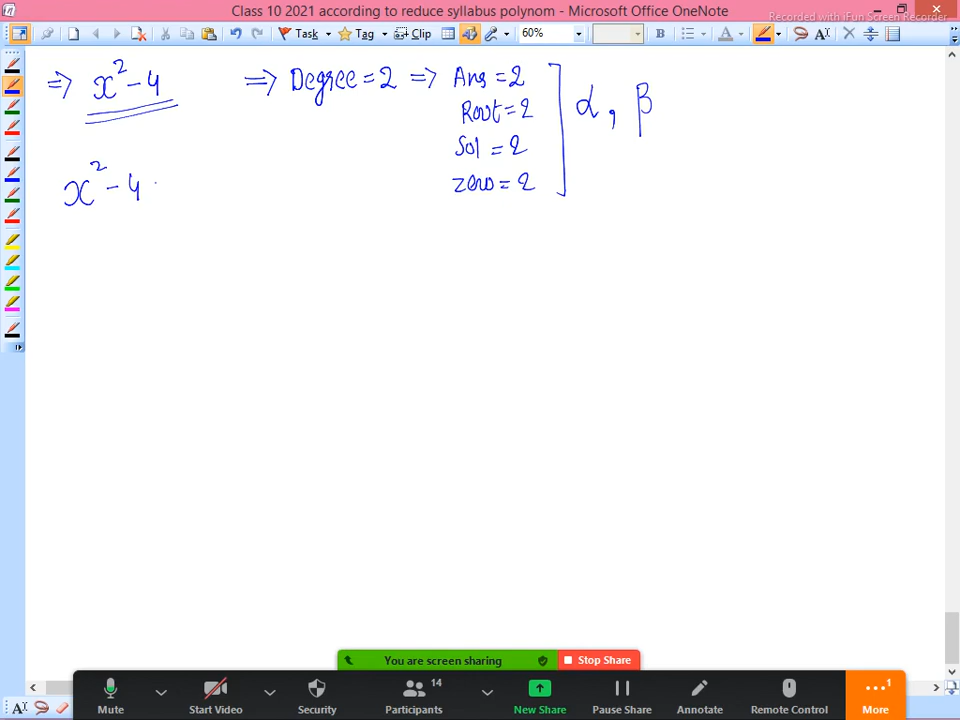 Class 10 2021 according to reduce syllabus polynom - Microsoft Office OneNote
Recorded with iFun Screen Recorder
Task Tag Clip 60% B A A
⇒ x² - 4 ⇒ Degree = 2 ⇒ Ans = 2
Root = 2
Sol = 2
zero = 2
α, β
x² - 4
You are screen sharing Stop Share
14
1
Mute Start Video Security Participants New Share Pause Share Annotate Remote Control More